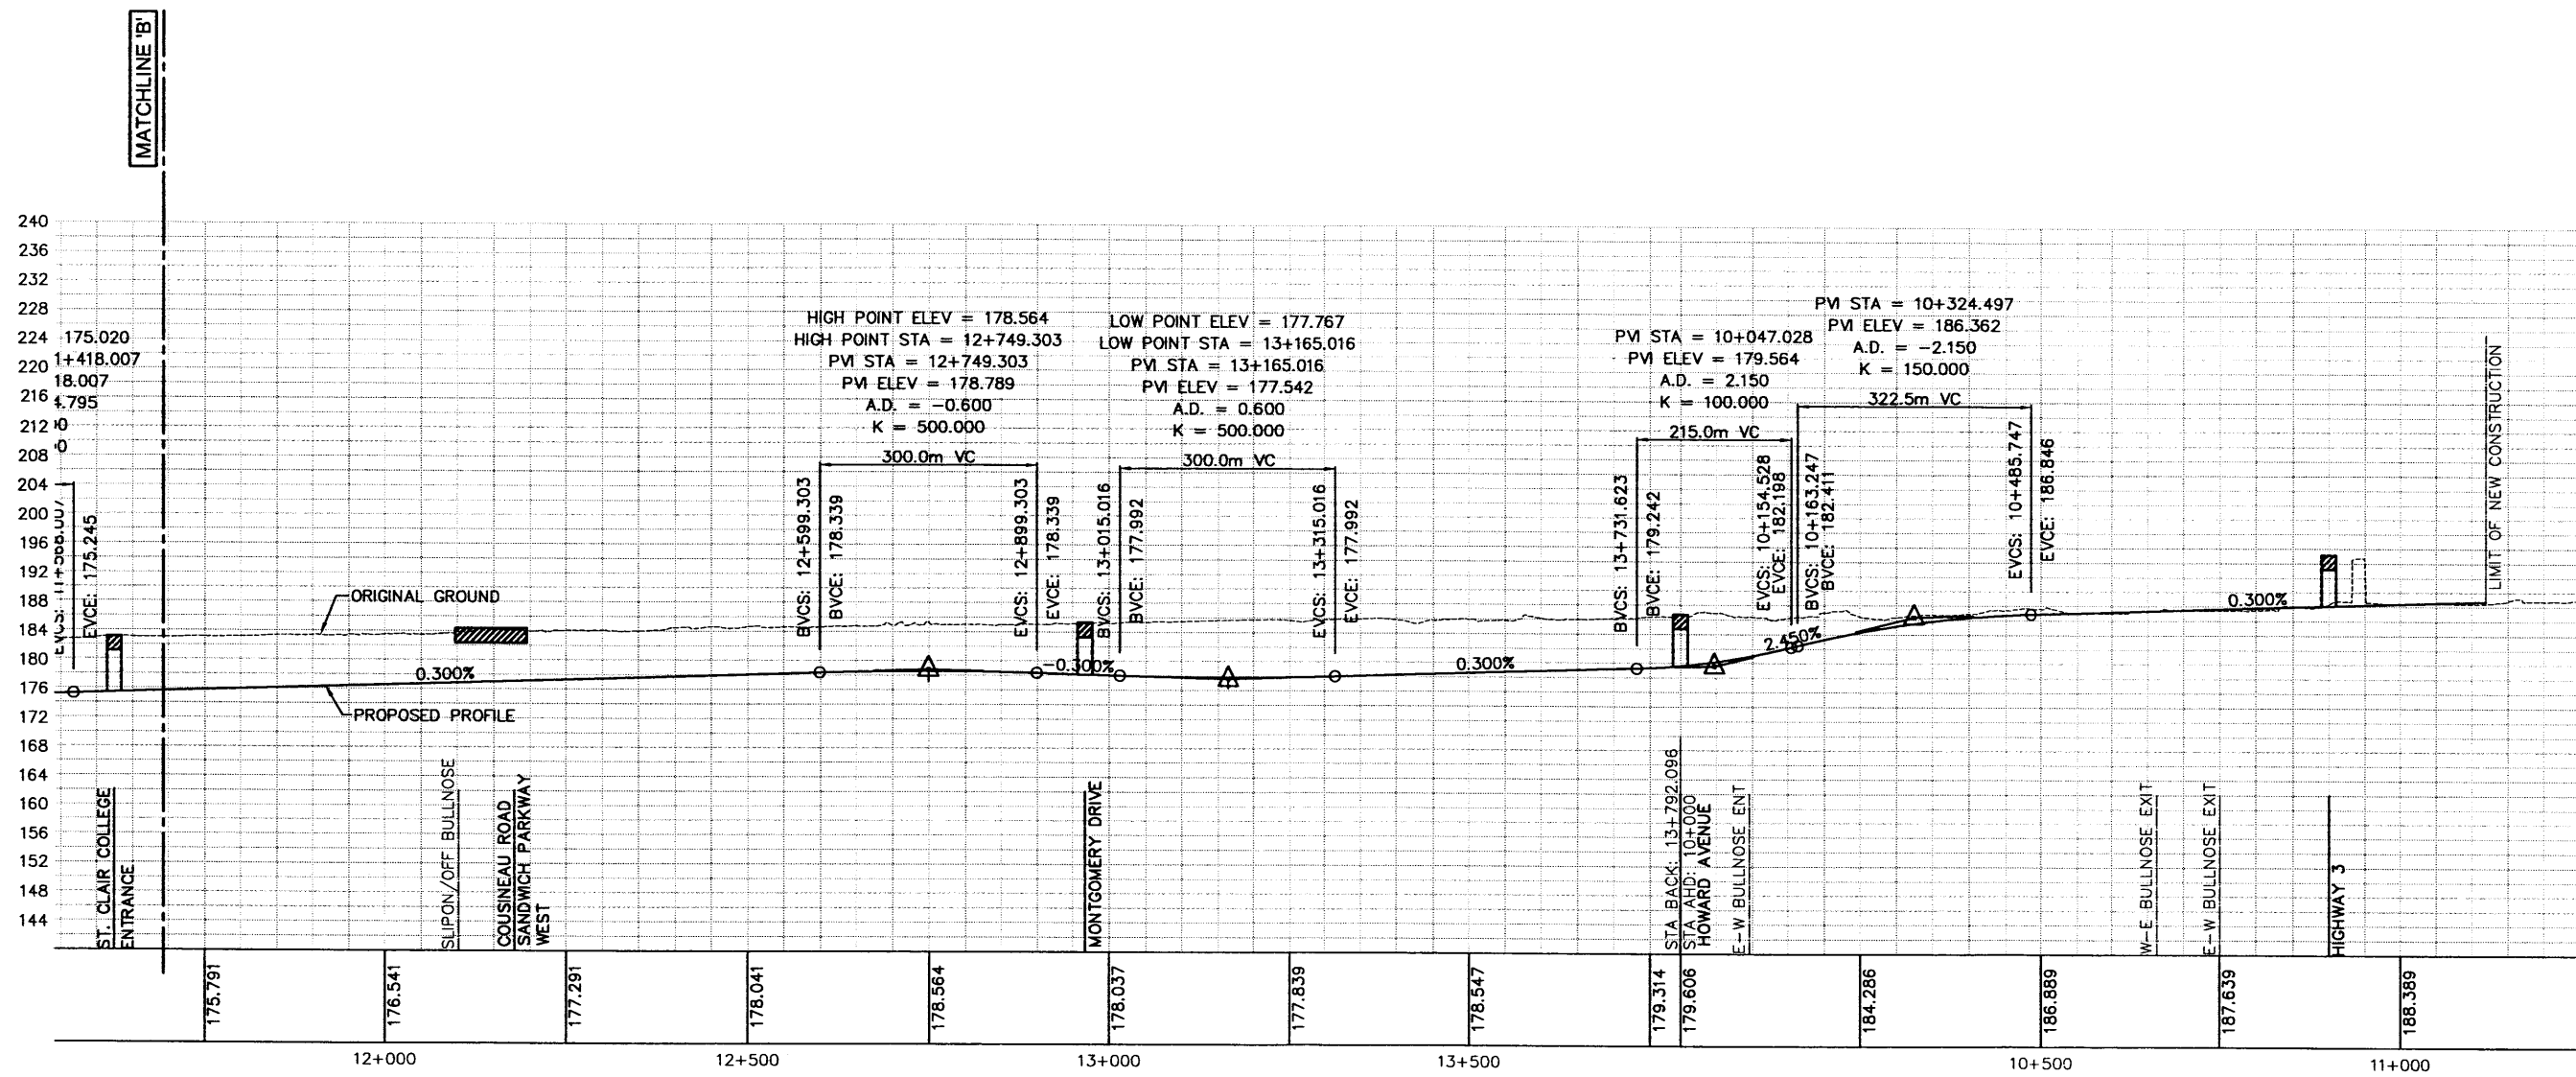 MATCHLINE 'B'
240
236
232
228
224
220
216
212
208
204
200
196
192
188
184
180
176
172
168
164
160
156
152
148
144
175.020
1+418.007
18.007
4.795
0
0
EVCS: 11+568.007
EVCE: 175.245
ORIGINAL GROUND
PROPOSED PROFILE
0.300%
HIGH POINT ELEV = 178.564
HIGH POINT STA = 12+749.303
PVI STA = 12+749.303
PVI ELEV = 178.789
A.D. = -0.600
K = 500.000
300.0m VC
BVCS: 12+599.303
BVCE: 178.339
EVCS: 12+899.303
EVCE: 178.339
-0.300%
LOW POINT ELEV = 177.767
LOW POINT STA = 13+165.016
PVI STA = 13+165.016
PVI ELEV = 177.542
A.D. = 0.600
K = 500.000
300.0m VC
BVCS: 13+015.016
BVCE: 177.992
EVCS: 13+315.016
EVCE: 177.992
0.300%
PVI STA = 10+047.028
PVI ELEV = 179.564
A.D. = 2.150
K = 100.000
215.0m VC
BVCS: 13+731.623
BVCE: 179.242
EVCS: 10+154.528
EVCE: 182.198
2.450%
PVI STA = 10+324.497
PVI ELEV = 186.362
A.D. = -2.150
K = 150.000
322.5m VC
BVCS: 10+163.247
BVCE: 182.411
EVCS: 10+485.747
EVCE: 186.846
0.300%
LIMIT OF NEW CONSTRUCTION
ST. CLAIR COLLEGE
ENTRANCE
SLIPON/OFF BULLNOSE
COUSINEAU ROAD
SANDWICH PARKWAY
WEST
MONTGOMERY DRIVE
STA BACK: 13+792.096
STA AHD: 10+000
HOWARD AVENUE
E-W BULLNOSE ENT
W-E BULLNOSE EXIT
E-W BULLNOSE EXIT
HIGHWAY 3
175.791
176.541
177.291
178.041
178.564
178.037
177.839
178.547
179.314
179.606
184.286
186.889
187.639
188.389
12+000
12+500
13+000
13+500
10+500
11+000